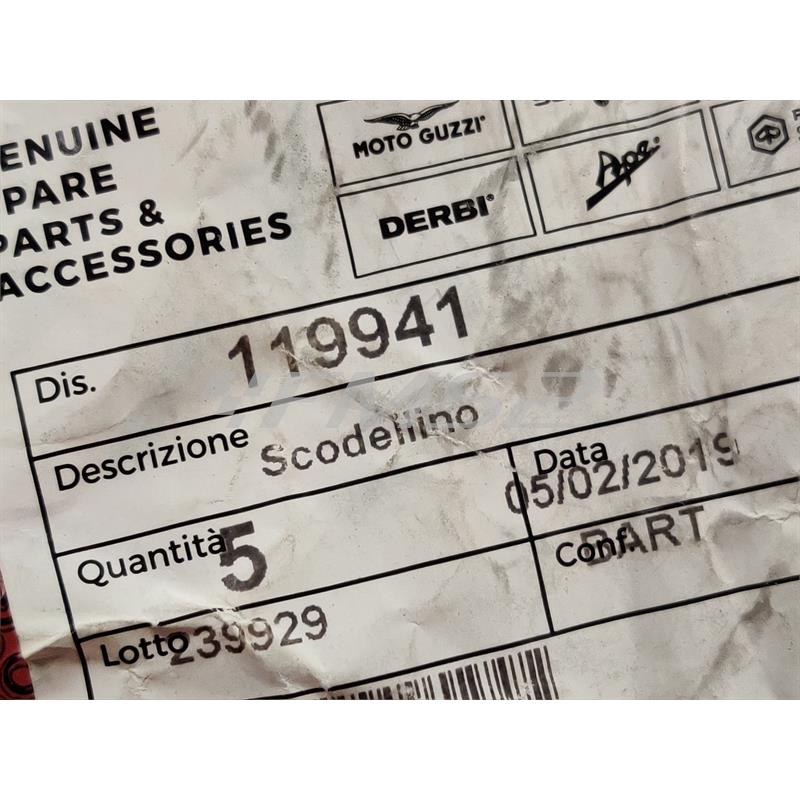 ENUINE
PARE
PARTS &
ACCESSORIES
MOTO GUZZI®
DERBI®
Ape®
Dis. 119941
Descrizione Scodellino
Quantità 5
Data 05/02/2019
Lotto 239929
Conf. BART